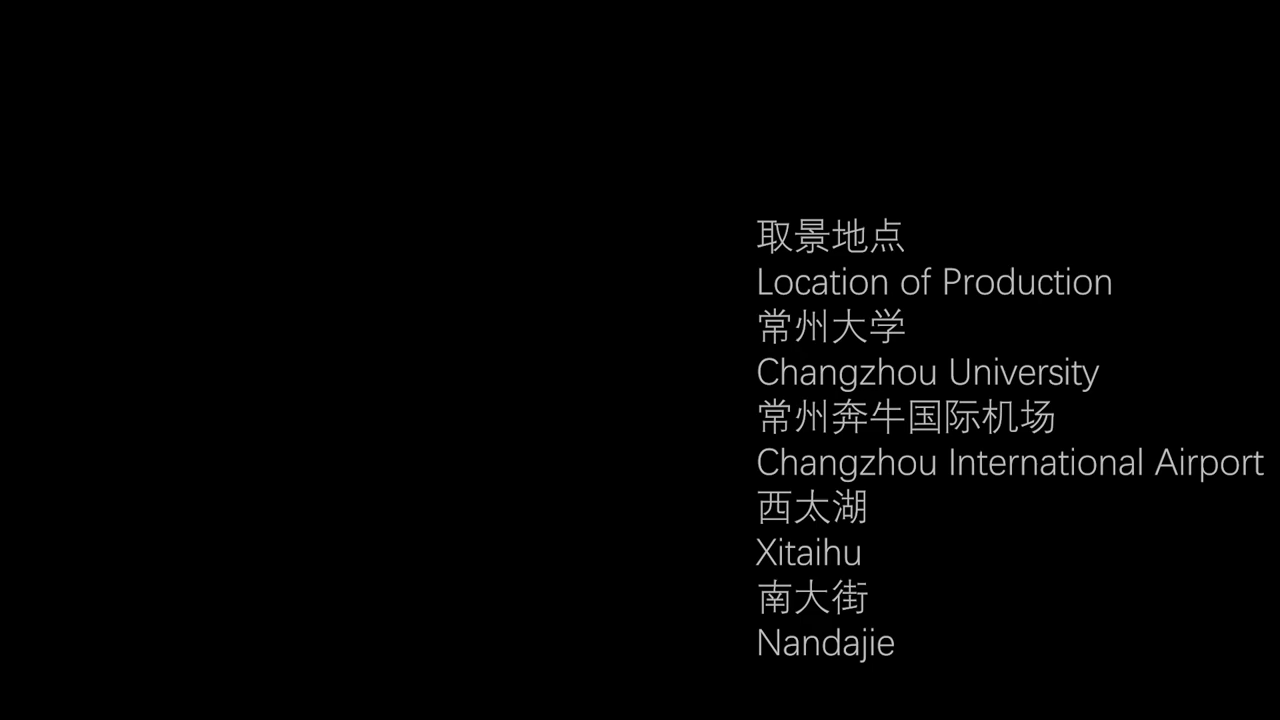 取景地点
Location of Production
常州大学
Changzhou University
常州奔牛国际机场
Changzhou International Airport
西太湖
Xitaihu
南大街
Nandajie